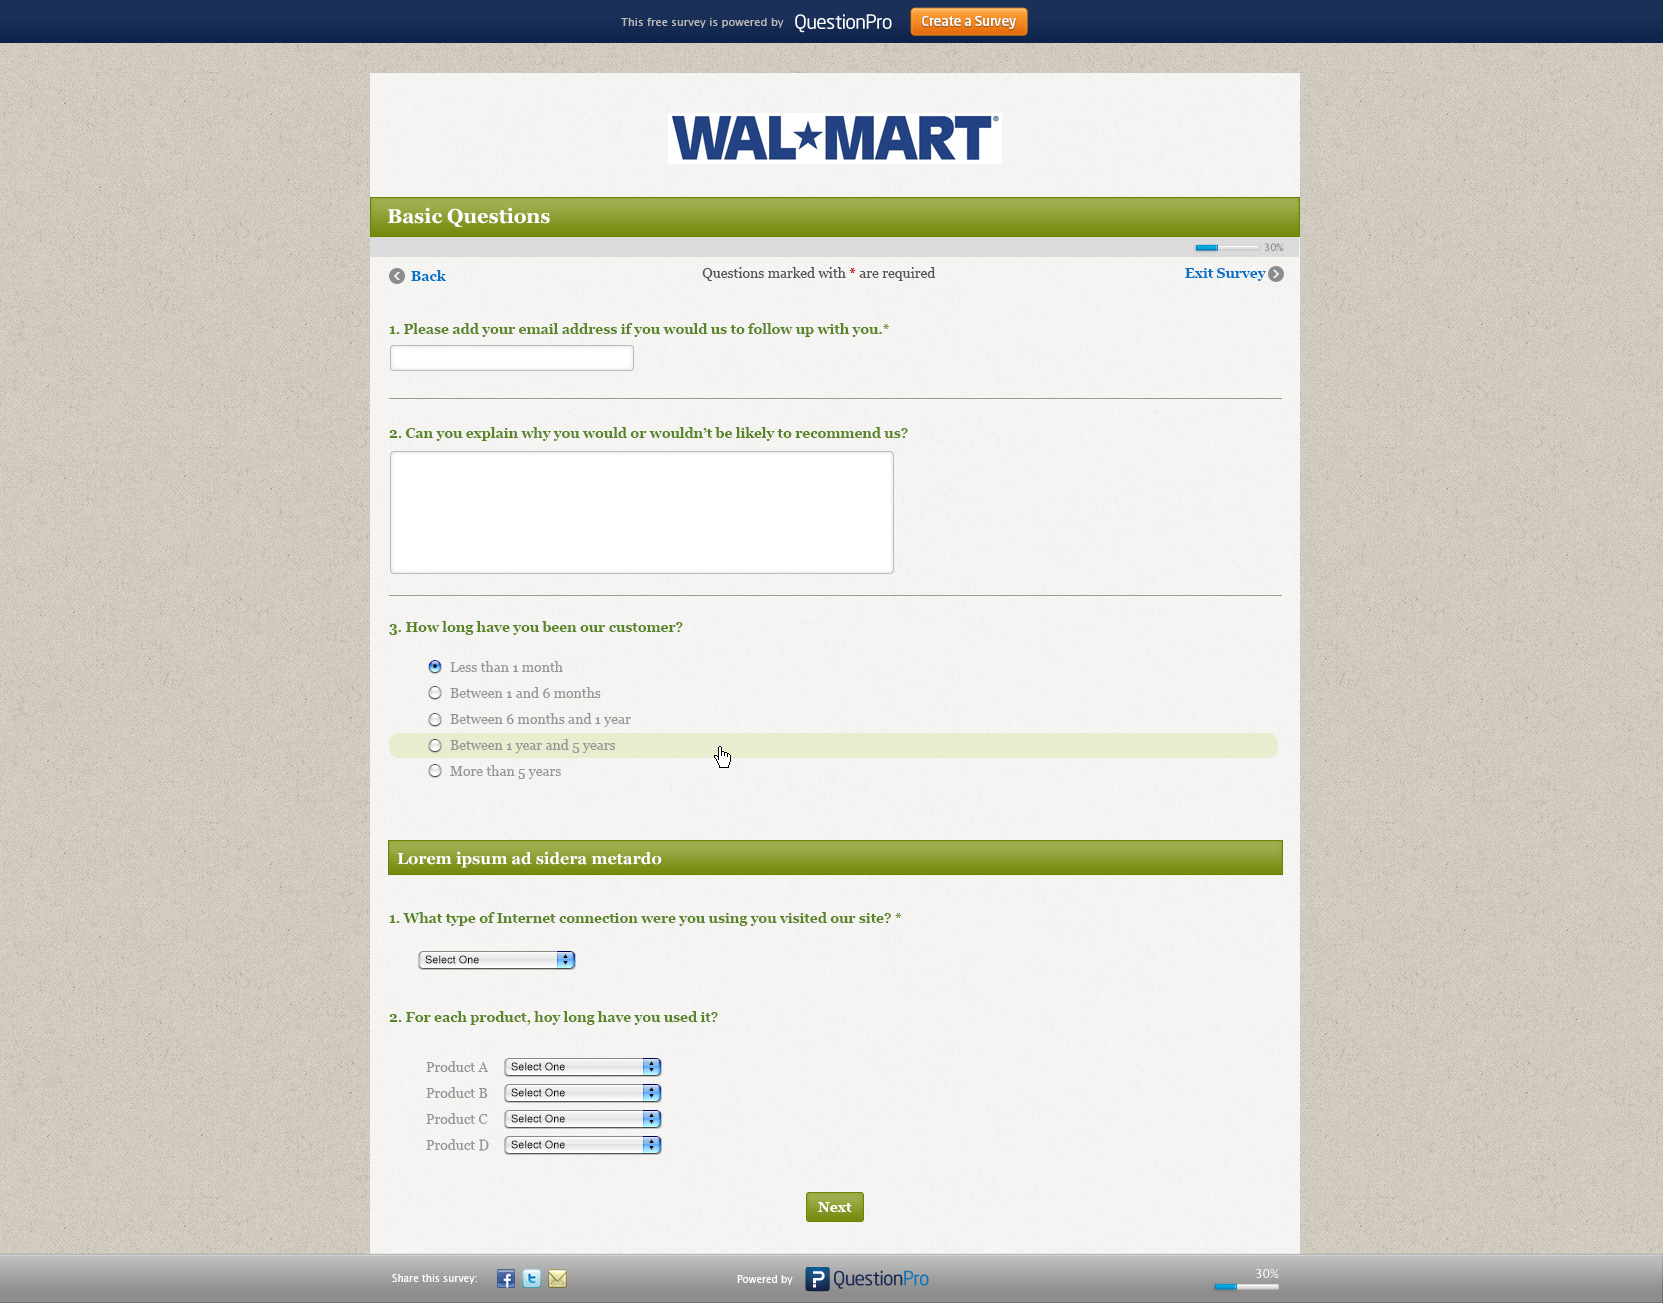 This free survey is powered by QuestionPro Create a Survey
WAL★MART®
Basic Questions
30%
Back
Questions marked with * are required
Exit Survey
1. Please add your email address if you would us to follow up with you.*
2. Can you explain why you would or wouldn't be likely to recommend us?
3. How long have you been our customer?
Less than 1 month
Between 1 and 6 months
Between 6 months and 1 year
Between 1 year and 5 years
More than 5 years
Lorem ipsum ad sidera metardo
1. What type of Internet connection were you using you visited our site? *
Select One
2. For each product, hoy long have you used it?
Product A Select One
Product B Select One
Product C Select One
Product D Select One
Next
Share this survey: Powered by QuestionPro 30%